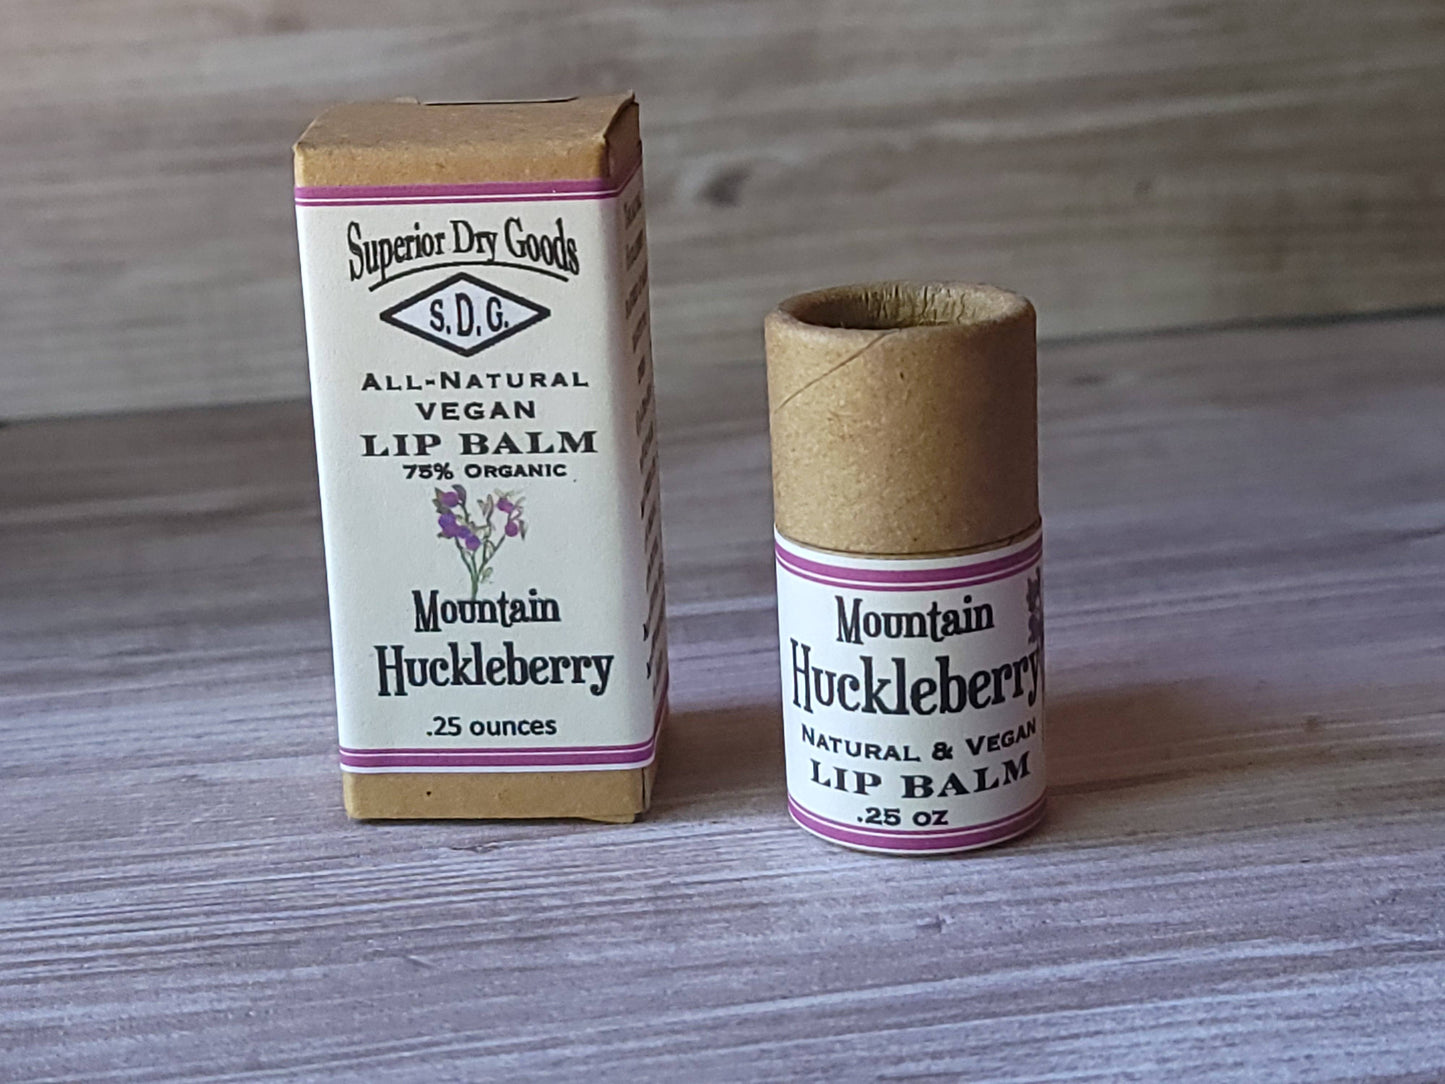 Superior Dry Goods
S.D.G.
ALL-NATURAL
VEGAN
LIP BALM
75% ORGANIC
Mountain
Huckleberry
.25 ounces
Mountain
Huckleberry
NATURAL & VEGAN
LIP BALM
.25 OZ